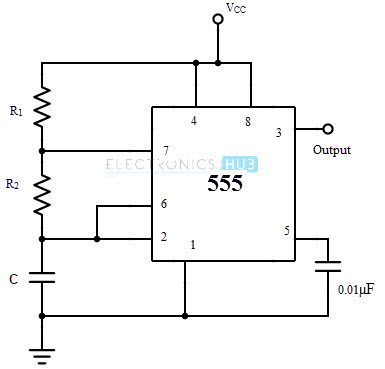 VCC
R1
4
8
3
7
Output
ELECTRONICS HUB
R2
555
6
2
1
5
C
0.01μF